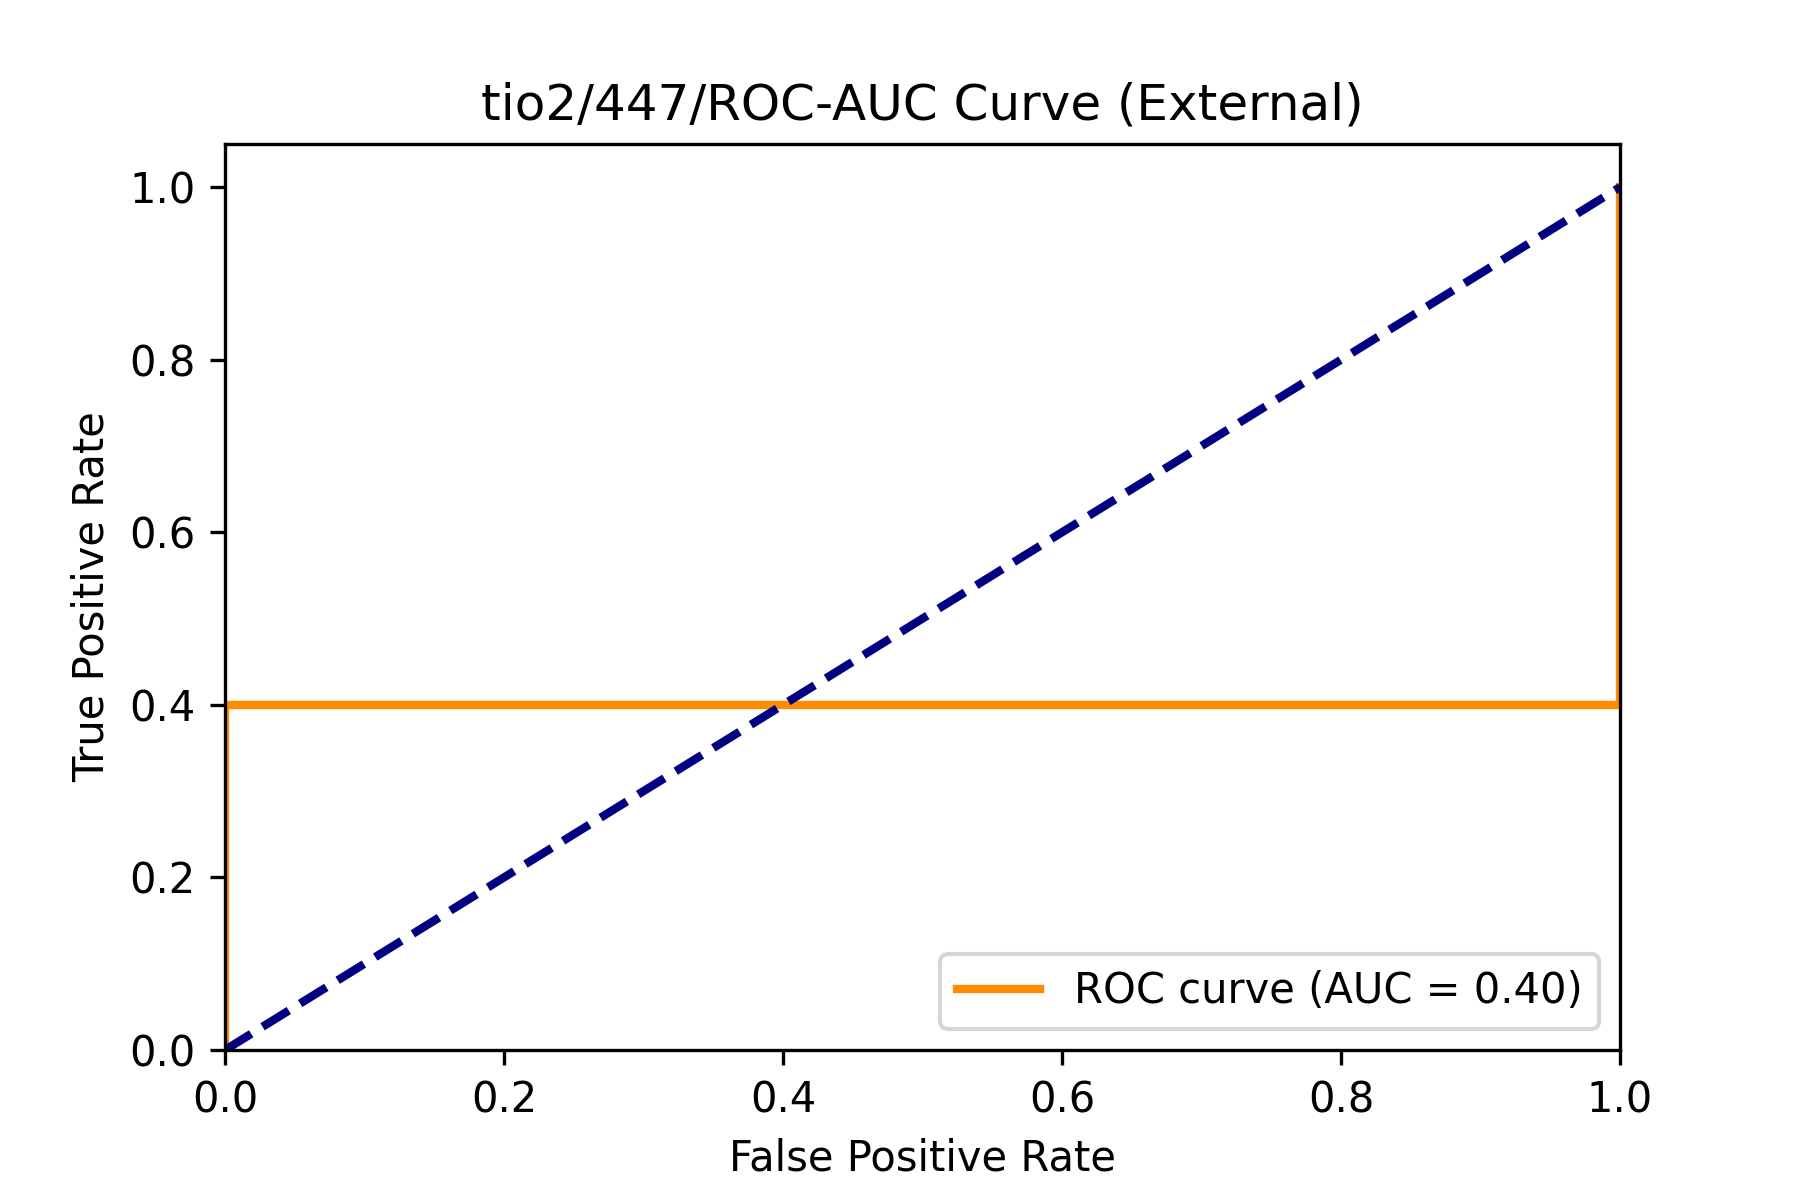 tio2/447/ROC-AUC Curve (External)
True Positive Rate
1.0
0.8
0.6
0.4
0.2
0.0
ROC curve (AUC = 0.40)
0.0 0.2 0.4 0.6 0.8 1.0
False Positive Rate